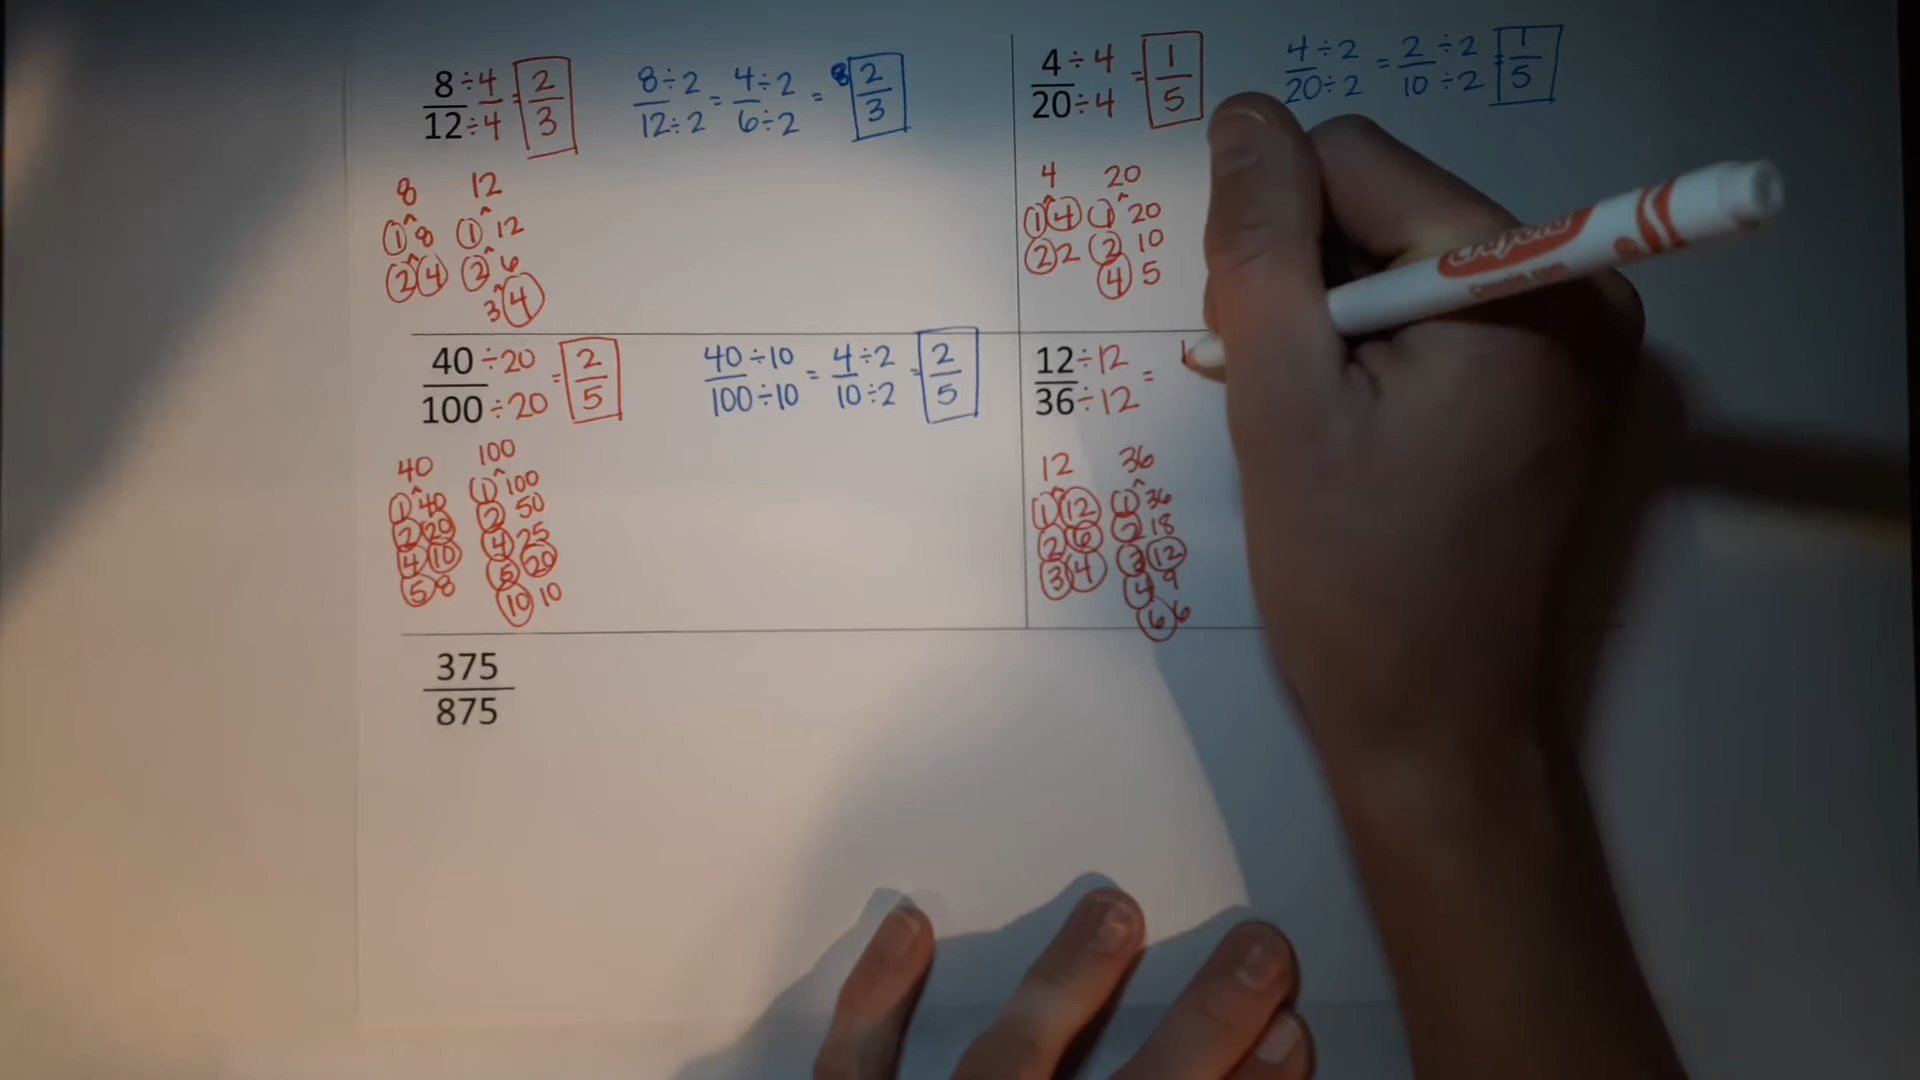 8 ÷4 = 2
12 ÷4 3
8 ÷2 = 4 ÷2 = 2
12 ÷2 6 ÷2 3
8 12
1 8 1 12
2 4 2 6
3 4
4 ÷4 = 1
20 ÷4 5
4 ÷2 = 2 ÷2 = 1
20 ÷2 10 ÷2 5
4 20
1 4 1 20
2 2 2 10
4 5
40 ÷20 = 2
100 ÷20 5
40 ÷10 = 4 ÷2 = 2
100 ÷10 10 ÷2 5
40 100
1 40 1 100
2 20 2 50
4 10 4 25
5 8 5 20
10 10
12 ÷12 =
36 ÷12
12 36
1 12 1 36
2 6 2 18
3 4 3 12
4 9
6 6
375
875
Crayola